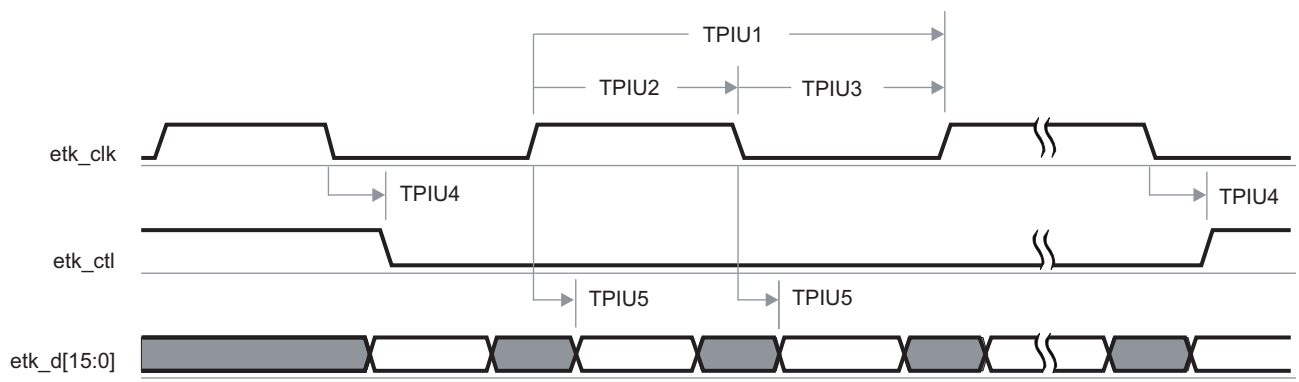 TPIU1
TPIU2
TPIU3
etk_clk
TPIU4
TPIU4
etk_ctl
TPIU5
TPIU5
etk_d[15:0]